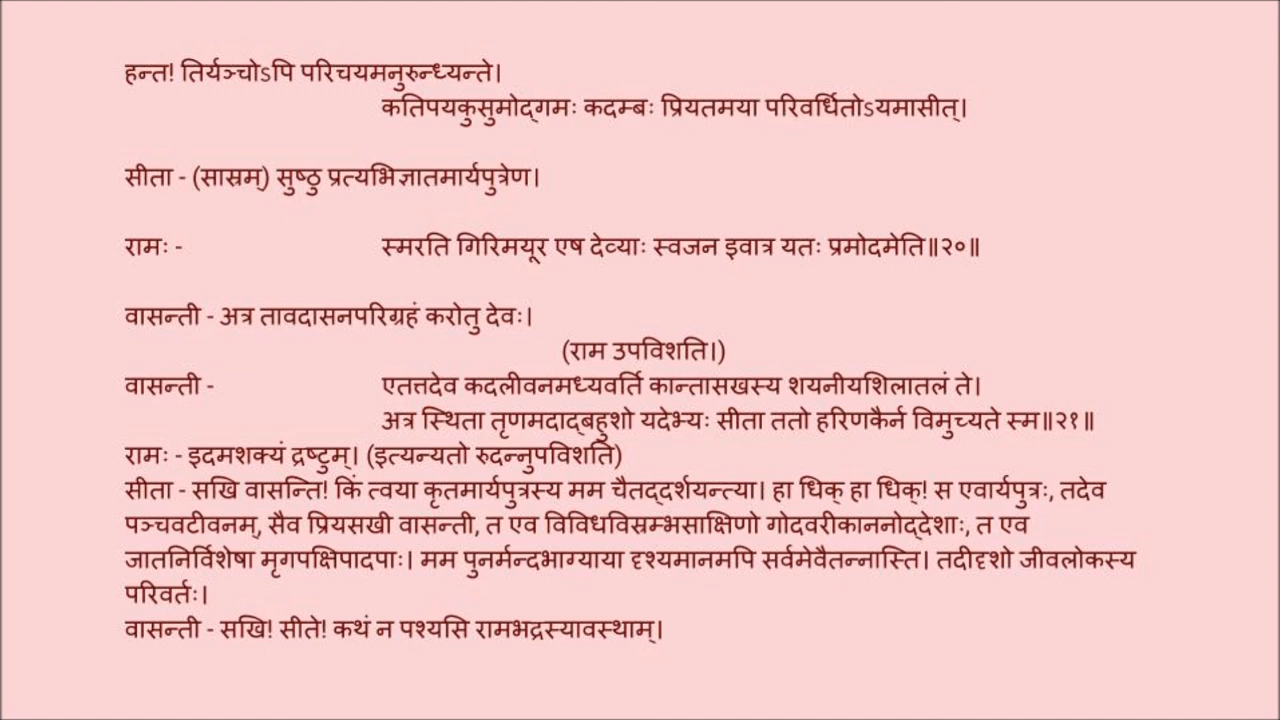 हन्त! तिर्यञ्चोऽपि परिचयमनुरुन्ध्यन्ते।
कतिपयकुसुमोद्गमः कदम्बः प्रियतमया परिवर्धितोऽयमासीत्।
सीता - (सास्रम्) सुष्ठु प्रत्यभिज्ञातमार्यपुत्रेण।
रामः - स्मरति गिरिमयूर एष देव्याः स्वजन इवात्र यतः प्रमोदमेति॥२०॥
वासन्ती - अत्र तावदासनपरिग्रहं करोतु देवः।
(राम उपविशति।)
वासन्ती - एतत्तदेव कदलीवनमध्यवर्ति कान्तासखस्य शयनीयशिलातलं ते।
अत्र स्थिता तृणमदाद्बहुशो यदेभ्यः सीता ततो हरिणकैर्न विमुच्यते स्म॥२१॥
रामः - इदमशक्यं द्रष्टुम्। (इत्यन्यतो रुदन्नुपविशति)
सीता - सखि वासन्ति! किं त्वया कृतमार्यपुत्रस्य मम चैतद्दर्शयन्त्या। हा धिक् हा धिक्! स एवार्यपुत्रः, तदेव
पञ्चवटीवनम्, सैव प्रियसखी वासन्ती, त एव विविधविस्रम्भसाक्षिणो गोदवरीकाननोद्देशाः, त एव
जातनिर्विशेषा मृगपक्षिपादपाः। मम पुनर्मन्दभाग्याया दृश्यमानमपि सर्वमेवैतन्नास्ति। तदीदृशो जीवलोकस्य
परिवर्तः।
वासन्ती - सखि! सीते! कथं न पश्यसि रामभद्रस्यावस्थाम्।